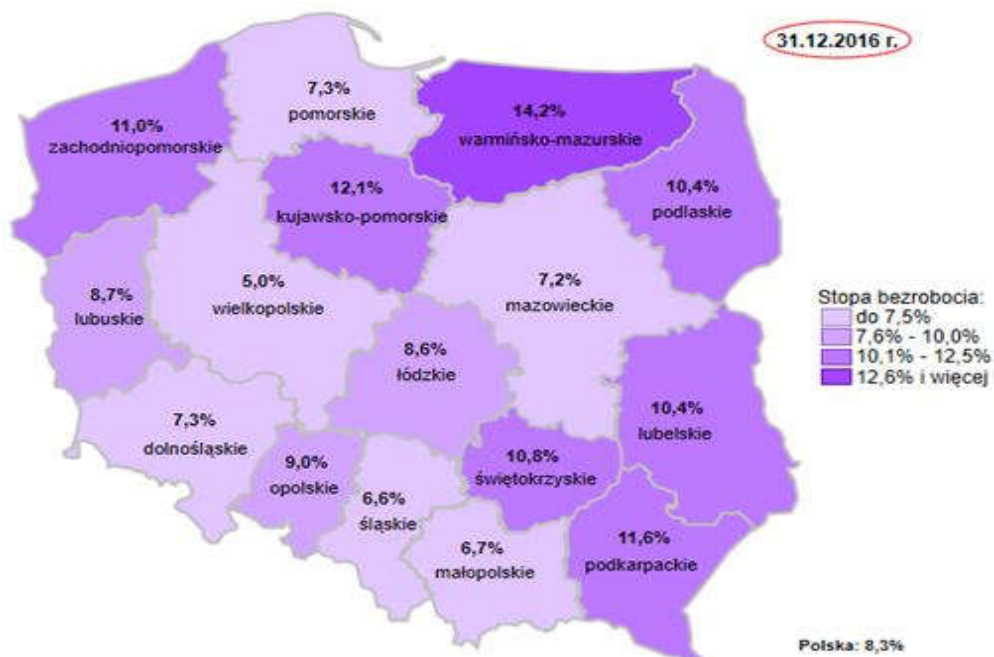 31.12.2016 r.
7,3%
pomorskie
14,2%
warmińsko-mazurskie
11,0%
zachodniopomorskie
12,1%
kujawsko-pomorskie
10,4%
podlaskie
5,0%
wielkopolskie
7,2%
mazowieckie
8,7%
lubuskie
8,6%
łódzkie
Stopa bezrobocia:
do 7,5%
7,6% - 10,0%
10,1% - 12,5%
12,6% i więcej
7,3%
dolnośląskie
10,4%
lubelskie
9,0%
opolskie
10,8%
świętokrzyskie
6,6%
śląskie
6,7%
małopolskie
11,6%
podkarpackie
Polska: 8,3%